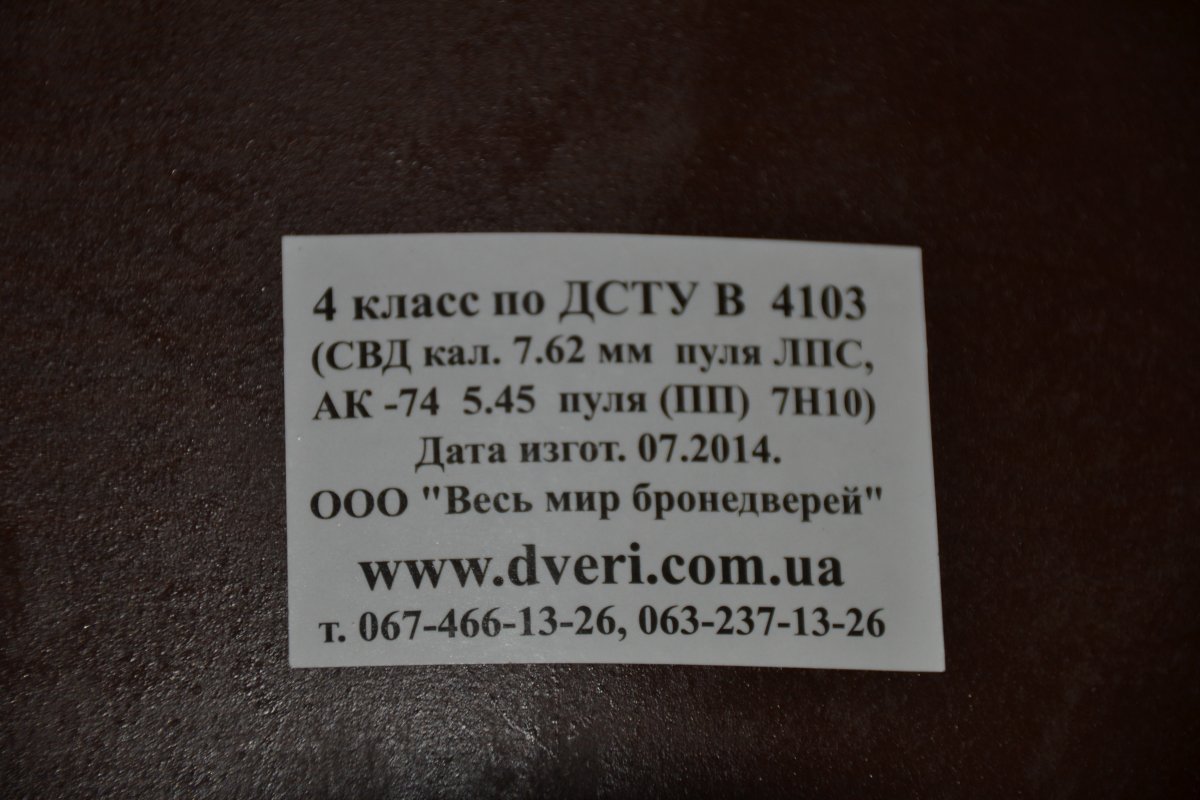 4 класс по ДСТУ В 4103
(СВД кал. 7.62 мм пуля ЛПС,
АК -74 5.45 пуля (ПП) 7Н10)
Дата изгот. 07.2014.
ООО "Весь мир бронедверей"
www.dveri.com.ua
т. 067-466-13-26, 063-237-13-26